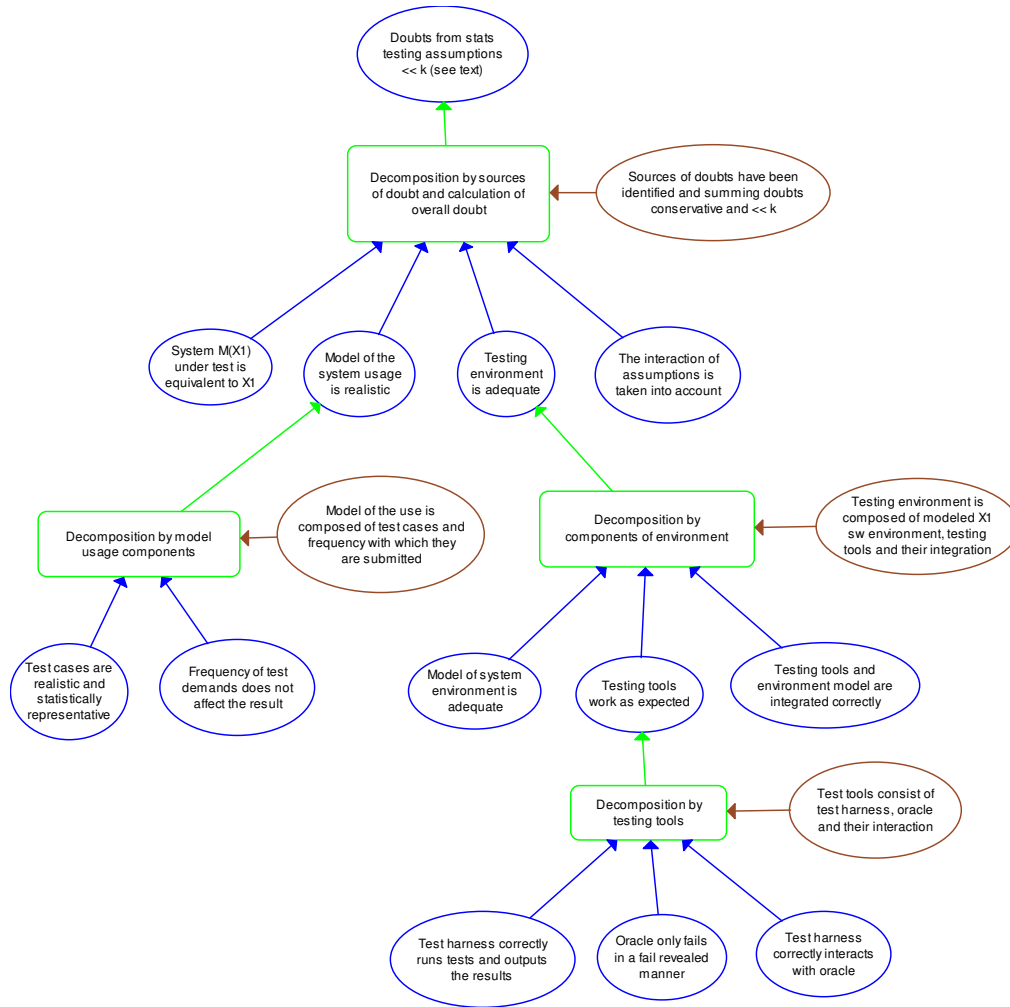 Doubts from stats
testing assumptions
<< k (see text)
Decomposition by sources
of doubt and calculation of
overall doubt
Sources of doubts have been
identified and summing doubts
conservative and << k
System M(X1)
under test is
equivalent to X1
Model of the
system usage
is realistic
Testing
environment
is adequate
The interaction of
assumptions is
taken into account
Decomposition by model
usage components
Model of the use is
composed of test cases and
frequency with which they
are submitted
Decomposition by
components of environment
Testing environment is
composed of modeled X1
sw environment, testing
tools and their integration
Test cases are
realistic and
statistically
representative
Frequency of test
demands does not
affect the result
Model of system
environment is
adequate
Testing tools
work as expected
Testing tools and
environment model are
integrated correctly
Decomposition by
testing tools
Test tools consist of
test harness, oracle
and their interaction
Test harness correctly
runs tests and outputs
the results
Oracle only fails
in a fail revealed
manner
Test harness
correctly interacts
with oracle